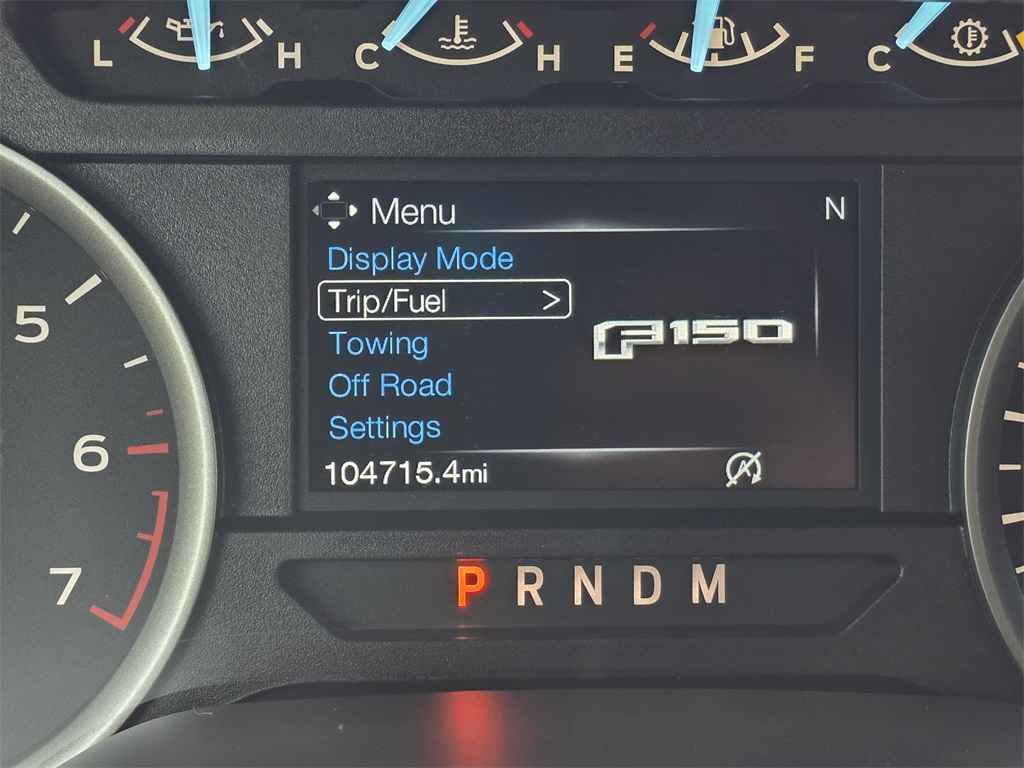 L H C H E F C
Menu N
Display Mode
Trip/Fuel >
Towing
Off Road
Settings
F150
104715.4mi
5
6
7
P R N D M